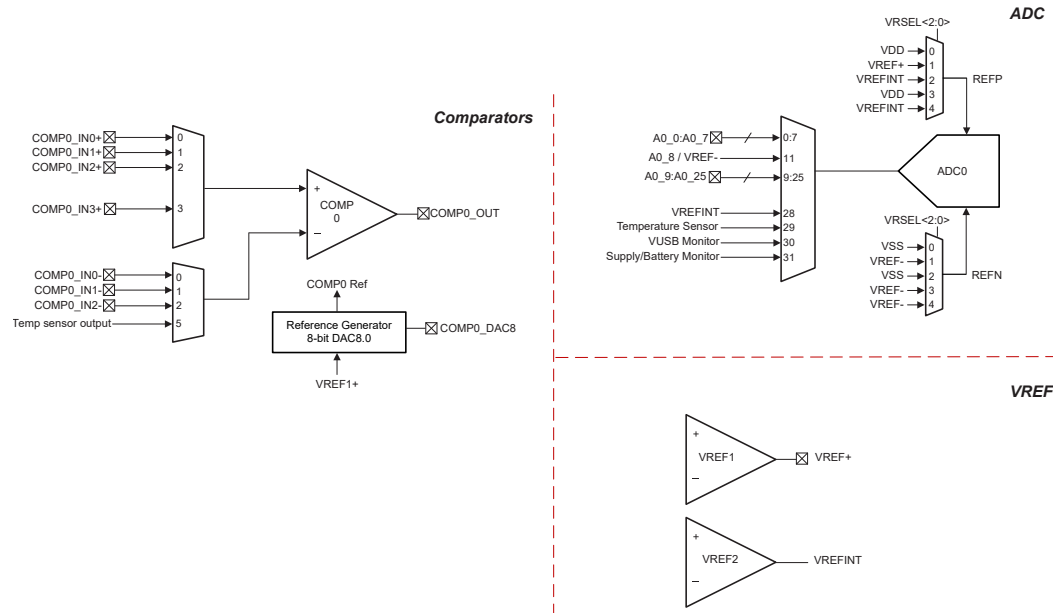 Comparators
COMP0_IN0+
COMP0_IN1+
COMP0_IN2+
COMP0_IN3+
0
1
2
3
COMP0_IN0-
COMP0_IN1-
COMP0_IN2-
Temp sensor output
0
1
2
5
+
COMP
0
–
COMP0_OUT
COMP0 Ref
Reference Generator
8-bit DAC8.0
COMP0_DAC8
VREF1+
ADC
VRSEL<2:0>
VDD 0
VREF+ 1
VREFINT 2
VDD 3
VREFINT 4
REFP
A0_0:A0_7 0:7
A0_8 / VREF- 11
A0_9:A0_25 9:25
VREFINT 28
Temperature Sensor 29
VUSB Monitor 30
Supply/Battery Monitor 31
ADC0
VRSEL<2:0>
VSS 0
VREF- 1
VSS 2
VREF- 3
VREF- 4
REFN
VREF
+
VREF1
–
VREF+
+
VREF2
–
VREFINT